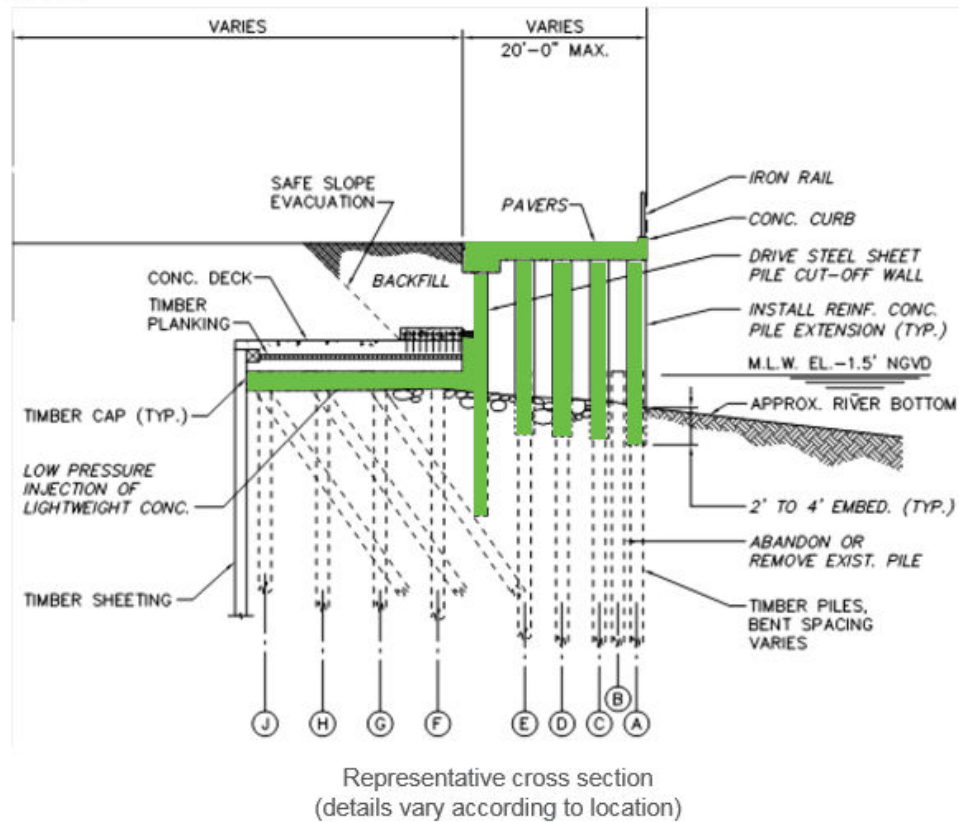 VARIES
VARIES
20'-0" MAX.
SAFE SLOPE
EVACUATION
PAVERS
IRON RAIL
CONC. CURB
CONC. DECK
BACKFILL
DRIVE STEEL SHEET
PILE CUT-OFF WALL
TIMBER
PLANKING
INSTALL REINF. CONC.
PILE EXTENSION (TYP.)
M.L.W. EL.-1.5' NGVD
TIMBER CAP (TYP.)
APPROX. RIVER BOTTOM
LOW PRESSURE
INJECTION OF
LIGHTWEIGHT CONC.
2' TO 4' EMBED. (TYP.)
ABANDON OR
REMOVE EXIST. PILE
TIMBER SHEETING
TIMBER PILES,
BENT SPACING
VARIES
J H G F E D C B A
Representative cross section
(details vary according to location)